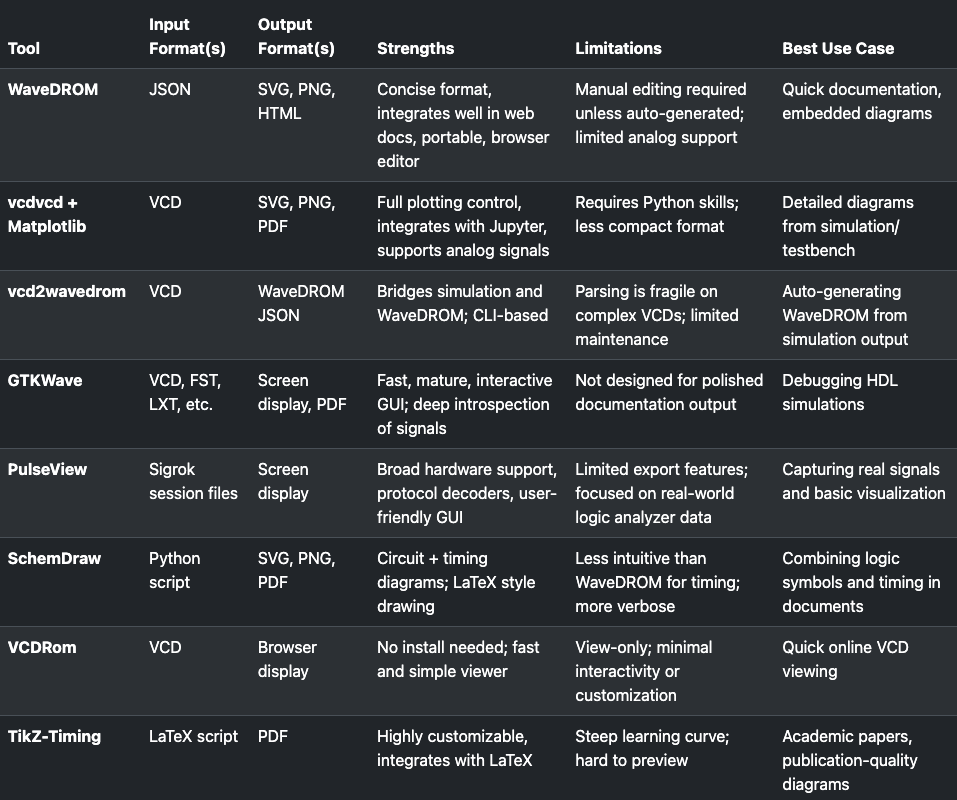 Tool Input Format(s) Output Format(s) Strengths Limitations Best Use Case
WaveDROM JSON SVG, PNG, HTML Concise format, integrates well in web docs, portable, browser editor Manual editing required unless auto-generated; limited analog support Quick documentation, embedded diagrams
vcdvcd + Matplotlib VCD SVG, PNG, PDF Full plotting control, integrates with Jupyter, supports analog signals Requires Python skills; less compact format Detailed diagrams from simulation/ testbench
vcd2wavedrom VCD WaveDROM JSON Bridges simulation and WaveDROM; CLI-based Parsing is fragile on complex VCDs; limited maintenance Auto-generating WaveDROM from simulation output
GTKWave VCD, FST, LXT, etc. Screen display, PDF Fast, mature, interactive GUI; deep introspection of signals Not designed for polished documentation output Debugging HDL simulations
PulseView Sigrok session files Screen display Broad hardware support, protocol decoders, user-friendly GUI Limited export features; focused on real-world logic analyzer data Capturing real signals and basic visualization
SchemDraw Python script SVG, PNG, PDF Circuit + timing diagrams; LaTeX style drawing Less intuitive than WaveDROM for timing; more verbose Combining logic symbols and timing in documents
VCDRom VCD Browser display No install needed; fast and simple viewer View-only; minimal interactivity or customization Quick online VCD viewing
TikZ-Timing LaTeX script PDF Highly customizable, integrates with LaTeX Steep learning curve; hard to preview Academic papers, publication-quality diagrams